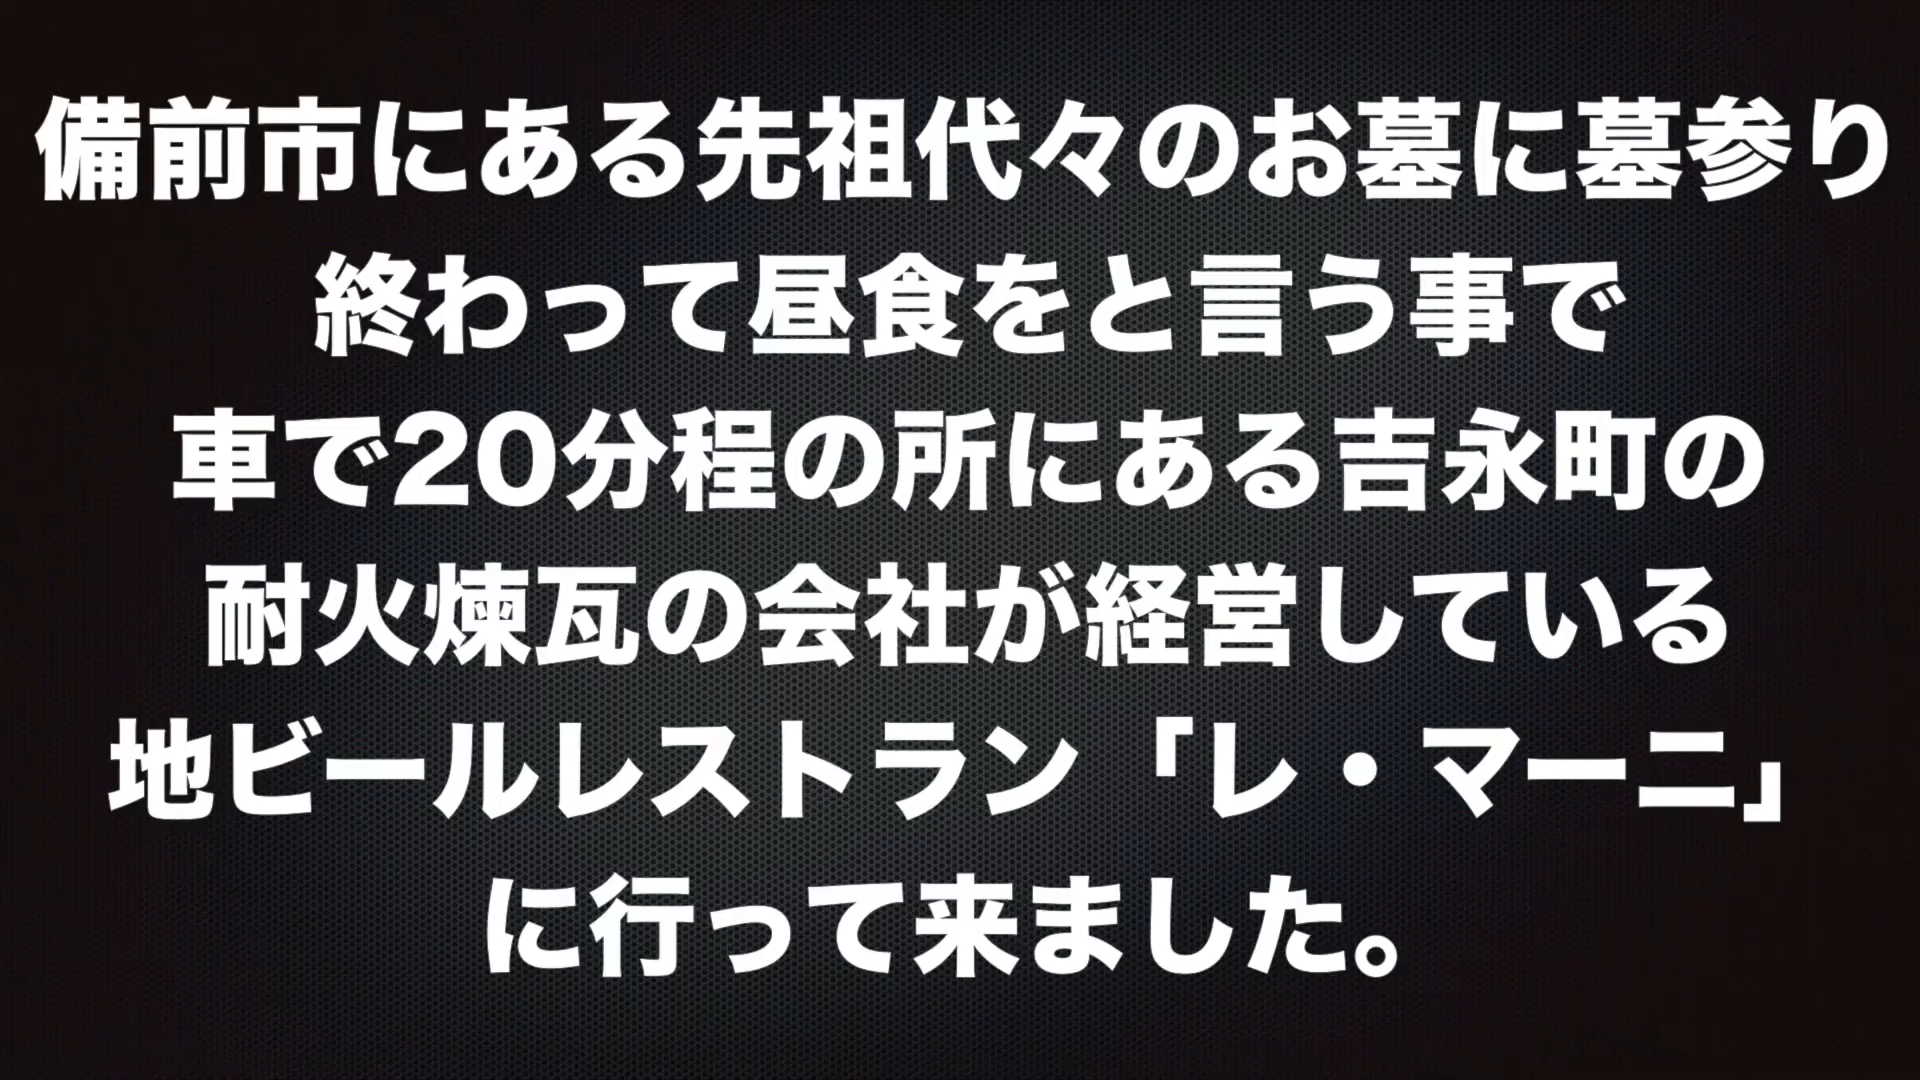 備前市にある先祖代々のお墓に墓参り
終わって昼食をと言う事で
車で20分程の所にある吉永町の
耐火煉瓦の会社が経営している
地ビールレストラン「レ・マーニ」
に行って来ました。